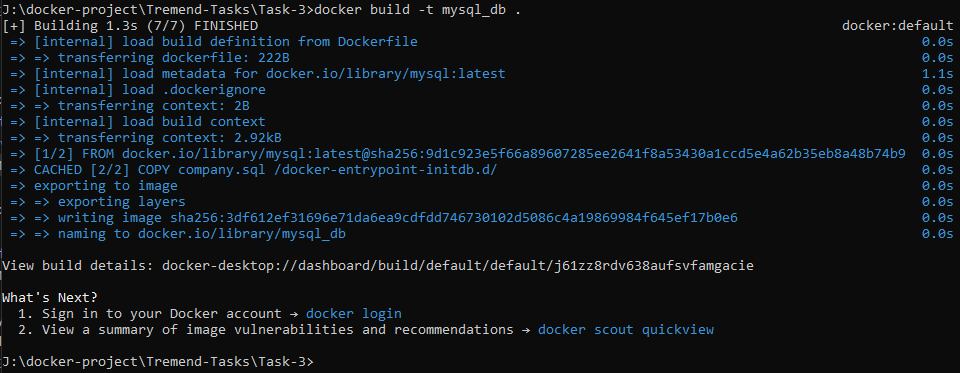 J:\docker-project\Tremend-Tasks\Task-3>docker build -t mysql_db .
[+] Building 1.3s (7/7) FINISHED docker:default
=> [internal] load build definition from Dockerfile 0.0s
=> => transferring dockerfile: 222B 0.0s
=> [internal] load metadata for docker.io/library/mysql:latest 1.1s
=> [internal] load .dockerignore 0.0s
=> => transferring context: 2B 0.0s
=> [internal] load build context 0.0s
=> => transferring context: 2.92kB 0.0s
=> [1/2] FROM docker.io/library/mysql:latest@sha256:9d1c923e5f66a89607285ee2641f8a53430a1ccd5e4a62b35eb8a48b74b9 0.0s
=> CACHED [2/2] COPY company.sql /docker-entrypoint-initdb.d/ 0.0s
=> exporting to image 0.0s
=> => exporting layers 0.0s
=> => writing image sha256:3df612ef31696e71da6ea9cdfdd746730102d5086c4a19869984f645ef17b0e6 0.0s
=> => naming to docker.io/library/mysql_db 0.0s
View build details: docker-desktop://dashboard/build/default/default/j61zz8rdv638aufsvfamgacie
What's Next?
1. Sign in to your Docker account → docker login
2. View a summary of image vulnerabilities and recommendations → docker scout quickview
J:\docker-project\Tremend-Tasks\Task-3>